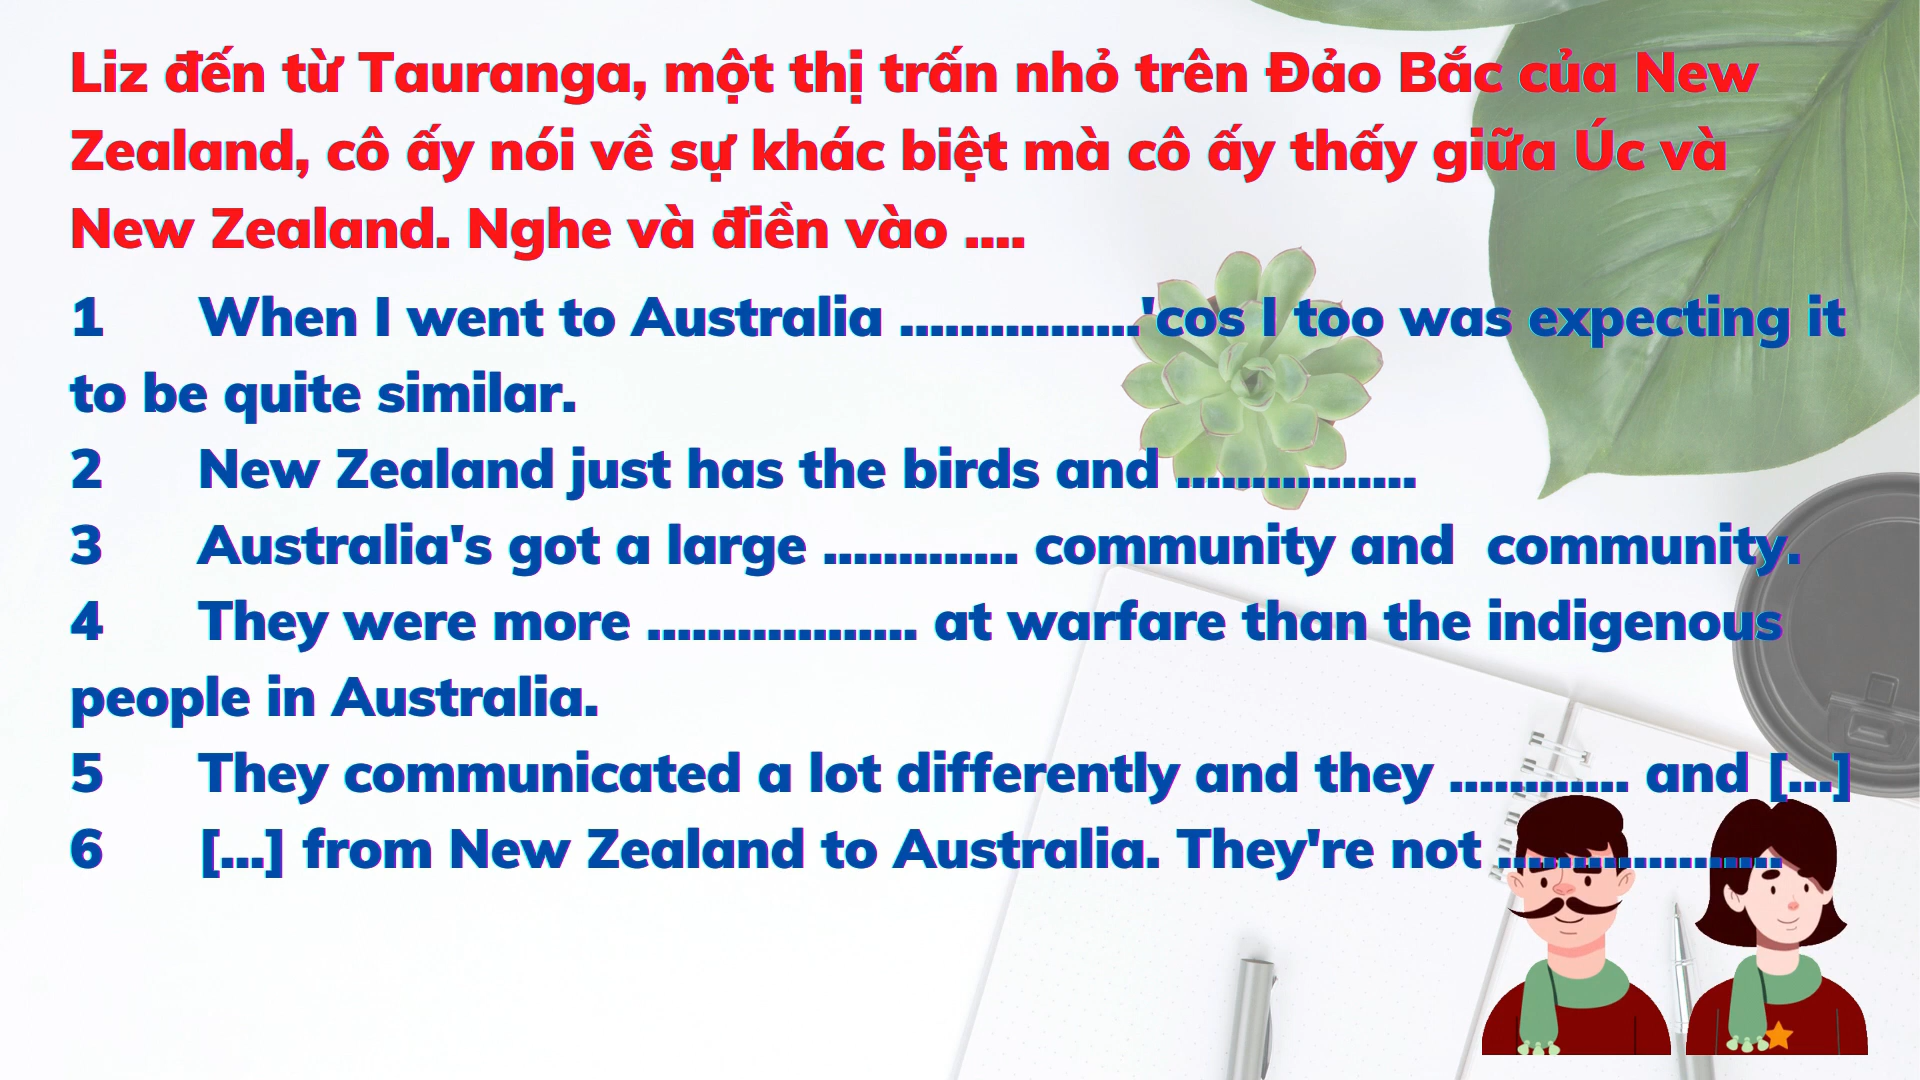 Liz đến từ Tauranga, một thị trấn nhỏ trên Đảo Bắc của New
Zealand, cô ấy nói về sự khác biệt mà cô ấy thấy giữa Úc và
New Zealand. Nghe và điền vào ....
1 When I went to Australia ................'cos I too was expecting it
to be quite similar.
2 New Zealand just has the birds and ................
3 Australia's got a large ............. community and  community.
4 They were more .................. at warfare than the indigenous
people in Australia.
5 They communicated a lot differently and they ............ and [...]
6 [...] from New Zealand to Australia. They're not ...................